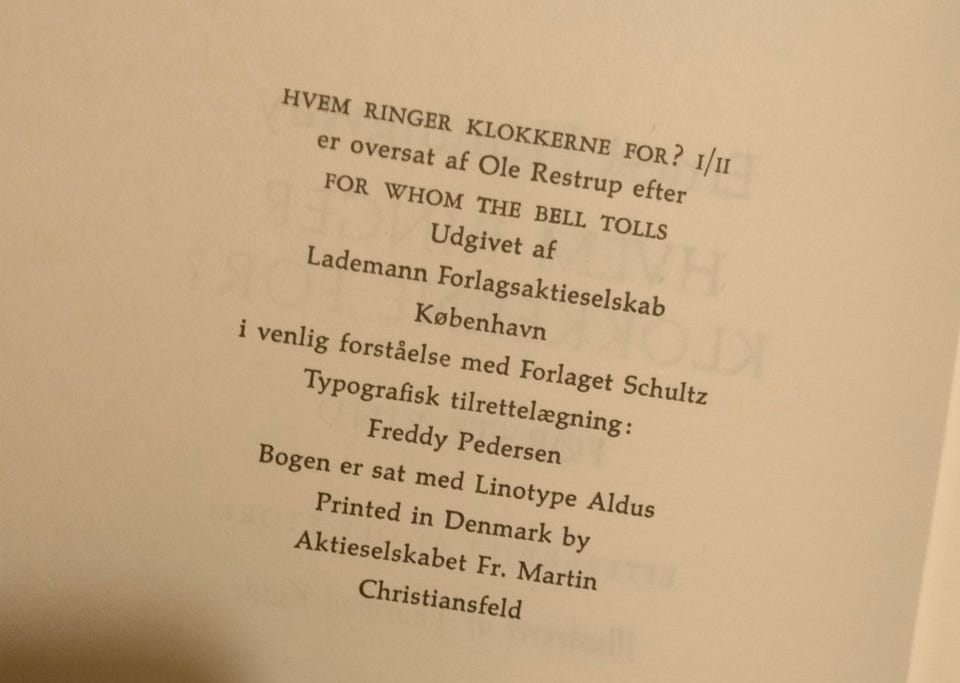 HVEM RINGER KLOKKERNE FOR? I/II
er oversat af Ole Restrup efter
FOR WHOM THE BELL TOLLS
Udgivet af
Lademann Forlagsaktieselskab
København
i venlig forståelse med Forlaget Schultz
Typografisk tilrettelægning:
Freddy Pedersen
Bogen er sat med Linotype Aldus
Printed in Denmark by
Aktieselskabet Fr. Martin
Christiansfeld